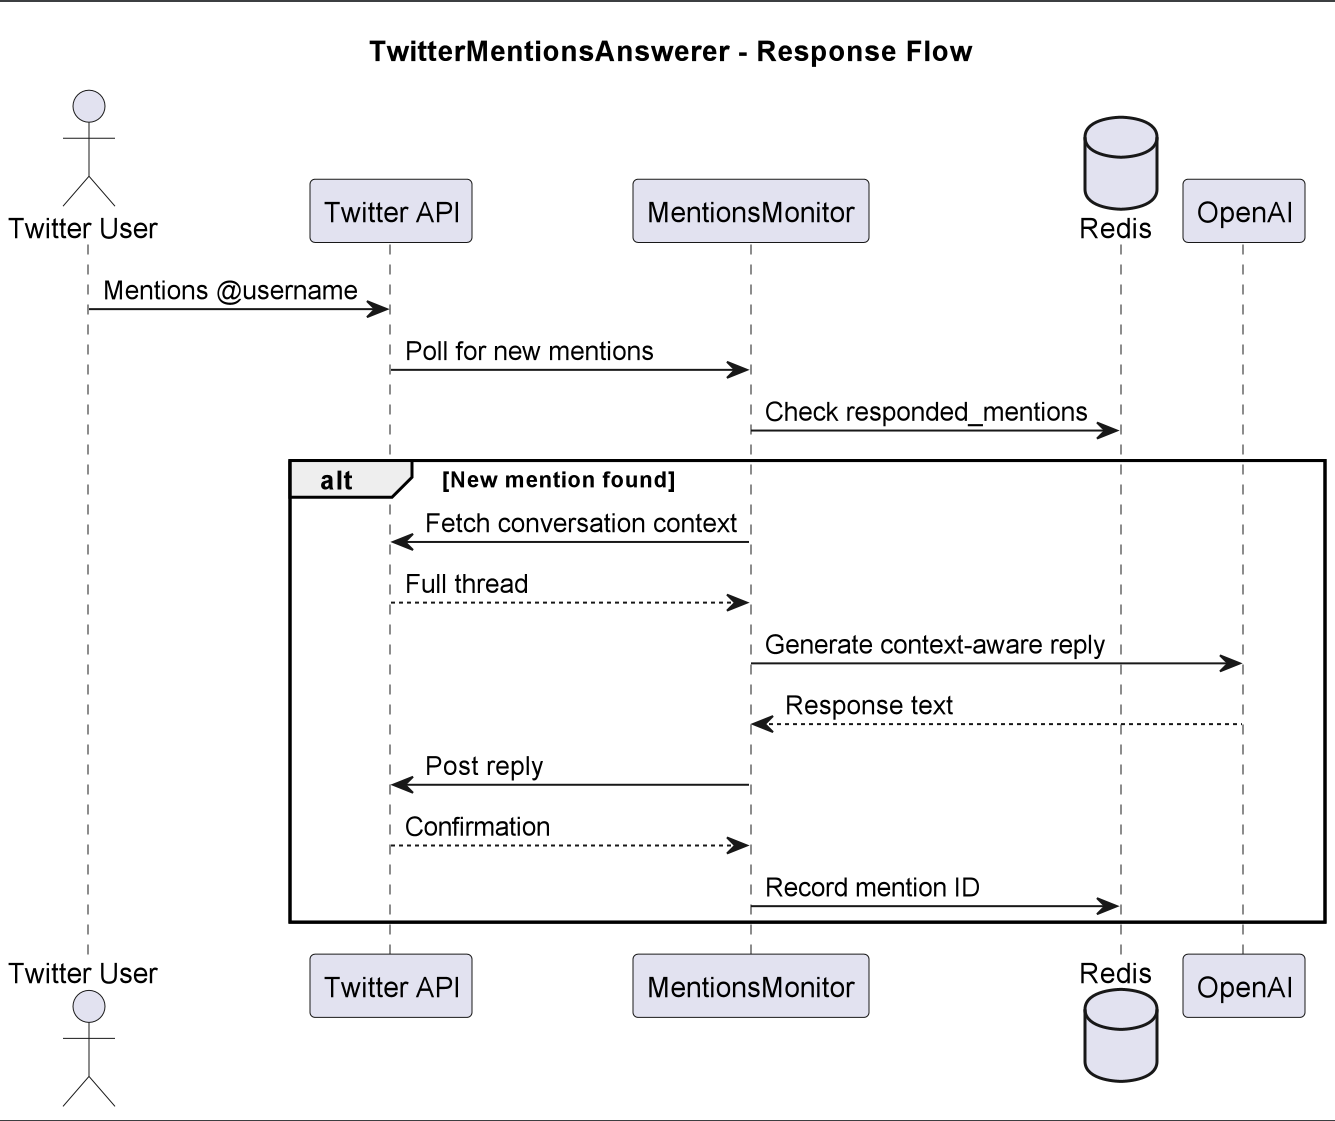 TwitterMentionsAnswerer - Response Flow
Twitter User
Twitter API
MentionsMonitor
Redis
OpenAI
Mentions @username
Poll for new mentions
Check responded_mentions
alt
[New mention found]
Fetch conversation context
Full thread
Generate context-aware reply
Response text
Post reply
Confirmation
Record mention ID
Twitter User
Twitter API
MentionsMonitor
Redis
OpenAI